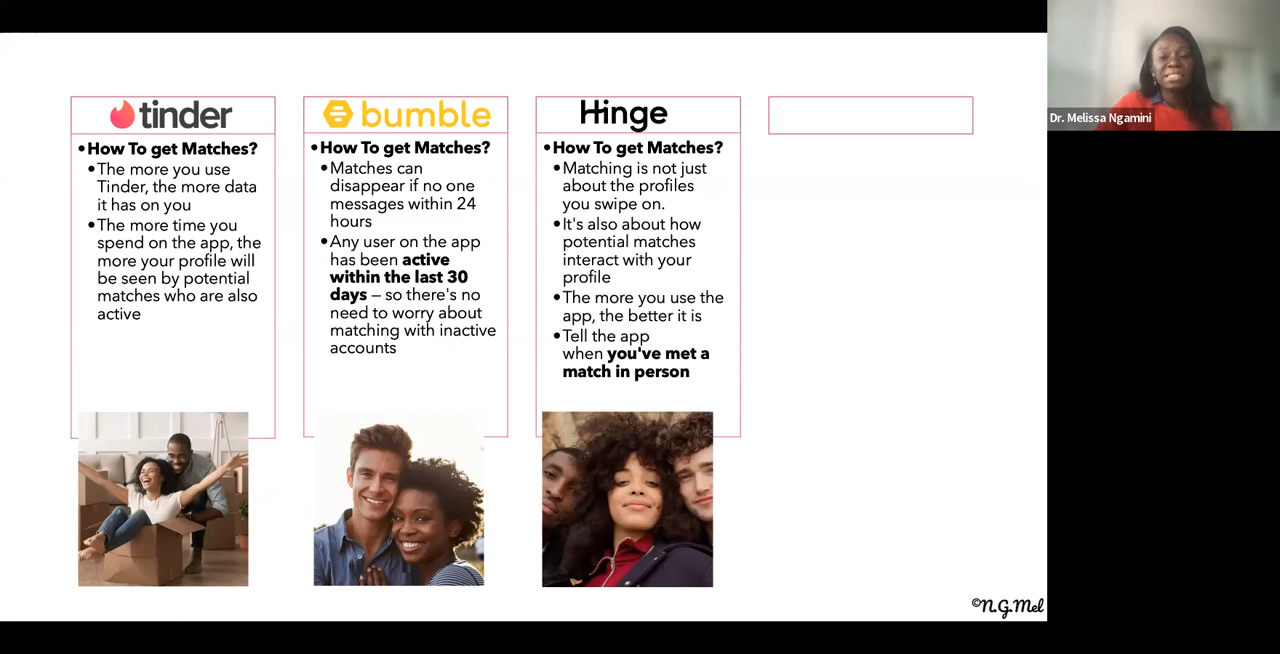 tinder
•How To get Matches?
•The more you use
Tinder, the more data
it has on you
•The more time you
spend on the app, the
more your profile will
be seen by potential
matches who are also
active
bumble
•How To get Matches?
•Matches can
disappear if no one
messages within 24
hours
•Any user on the app
has been active
within the last 30
days – so there's no
need to worry about
matching with inactive
accounts
Hinge
•How To get Matches?
•Matching is not just
about the profiles
you swipe on.
•It's also about how
potential matches
interact with your
profile
•The more you use the
app, the better it is
•Tell the app
when you've met a
match in person
Dr. Melissa Ngamini
©N.G.Mel